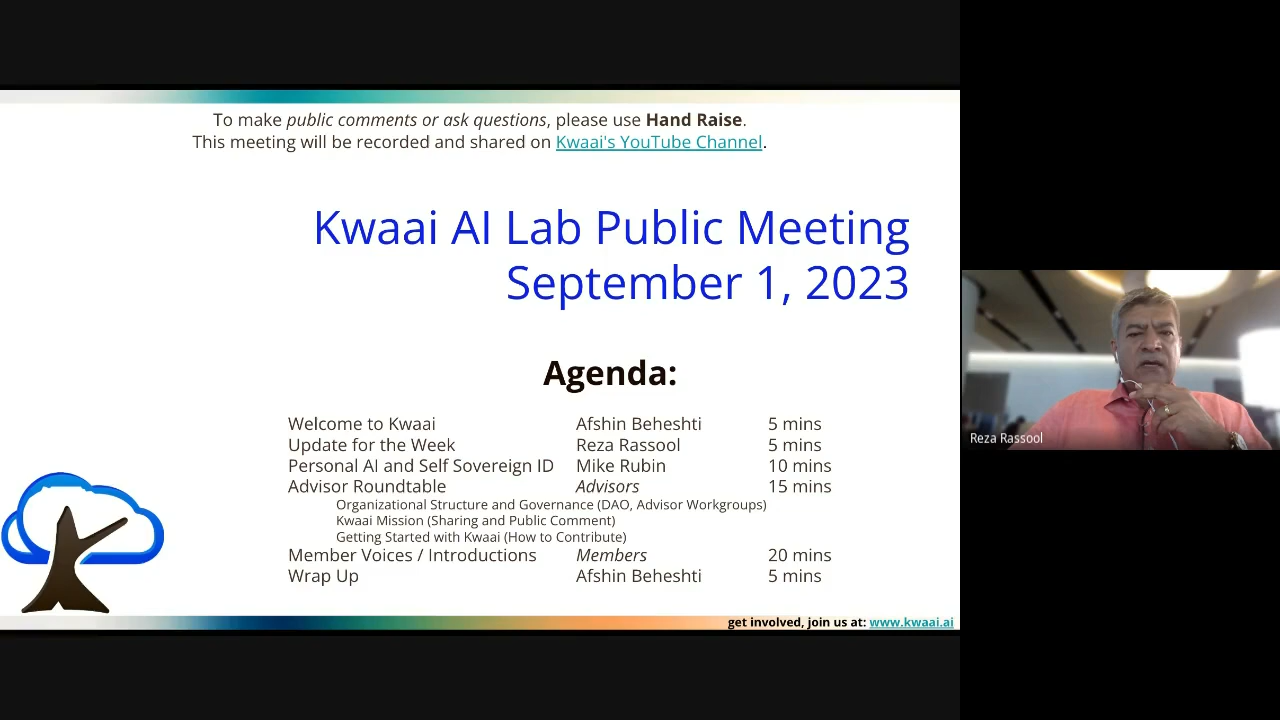 To make public comments or ask questions, please use Hand Raise.
This meeting will be recorded and shared on Kwaai's YouTube Channel.
Kwaai AI Lab Public Meeting
September 1, 2023
Agenda:
Welcome to Kwaai Afshin Beheshti 5 mins
Update for the Week Reza Rassool 5 mins
Personal AI and Self Sovereign ID Mike Rubin 10 mins
Advisor Roundtable Advisors 15 mins
Organizational Structure and Governance (DAO, Advisor Workgroups)
Kwaai Mission (Sharing and Public Comment)
Getting Started with Kwaai (How to Contribute)
Member Voices / Introductions Members 20 mins
Wrap Up Afshin Beheshti 5 mins
get involved, join us at: www.kwaai.ai
Reza Rassool